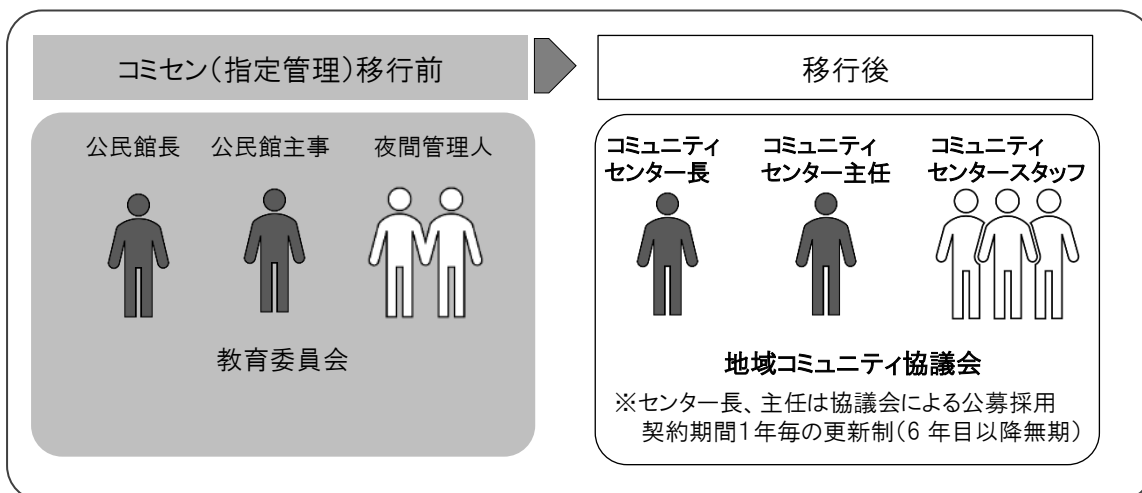 コミセン（指定管理）移行前
移行後
公民館長
公民館主事
夜間管理人
教育委員会
コミュニティ
センター長
コミュニティ
センター主任
コミュニティ
センタースタッフ
地域コミュニティ協議会
※センター長、主任は協議会による公募採用
契約期間１年毎の更新制（6 年目以降無期）